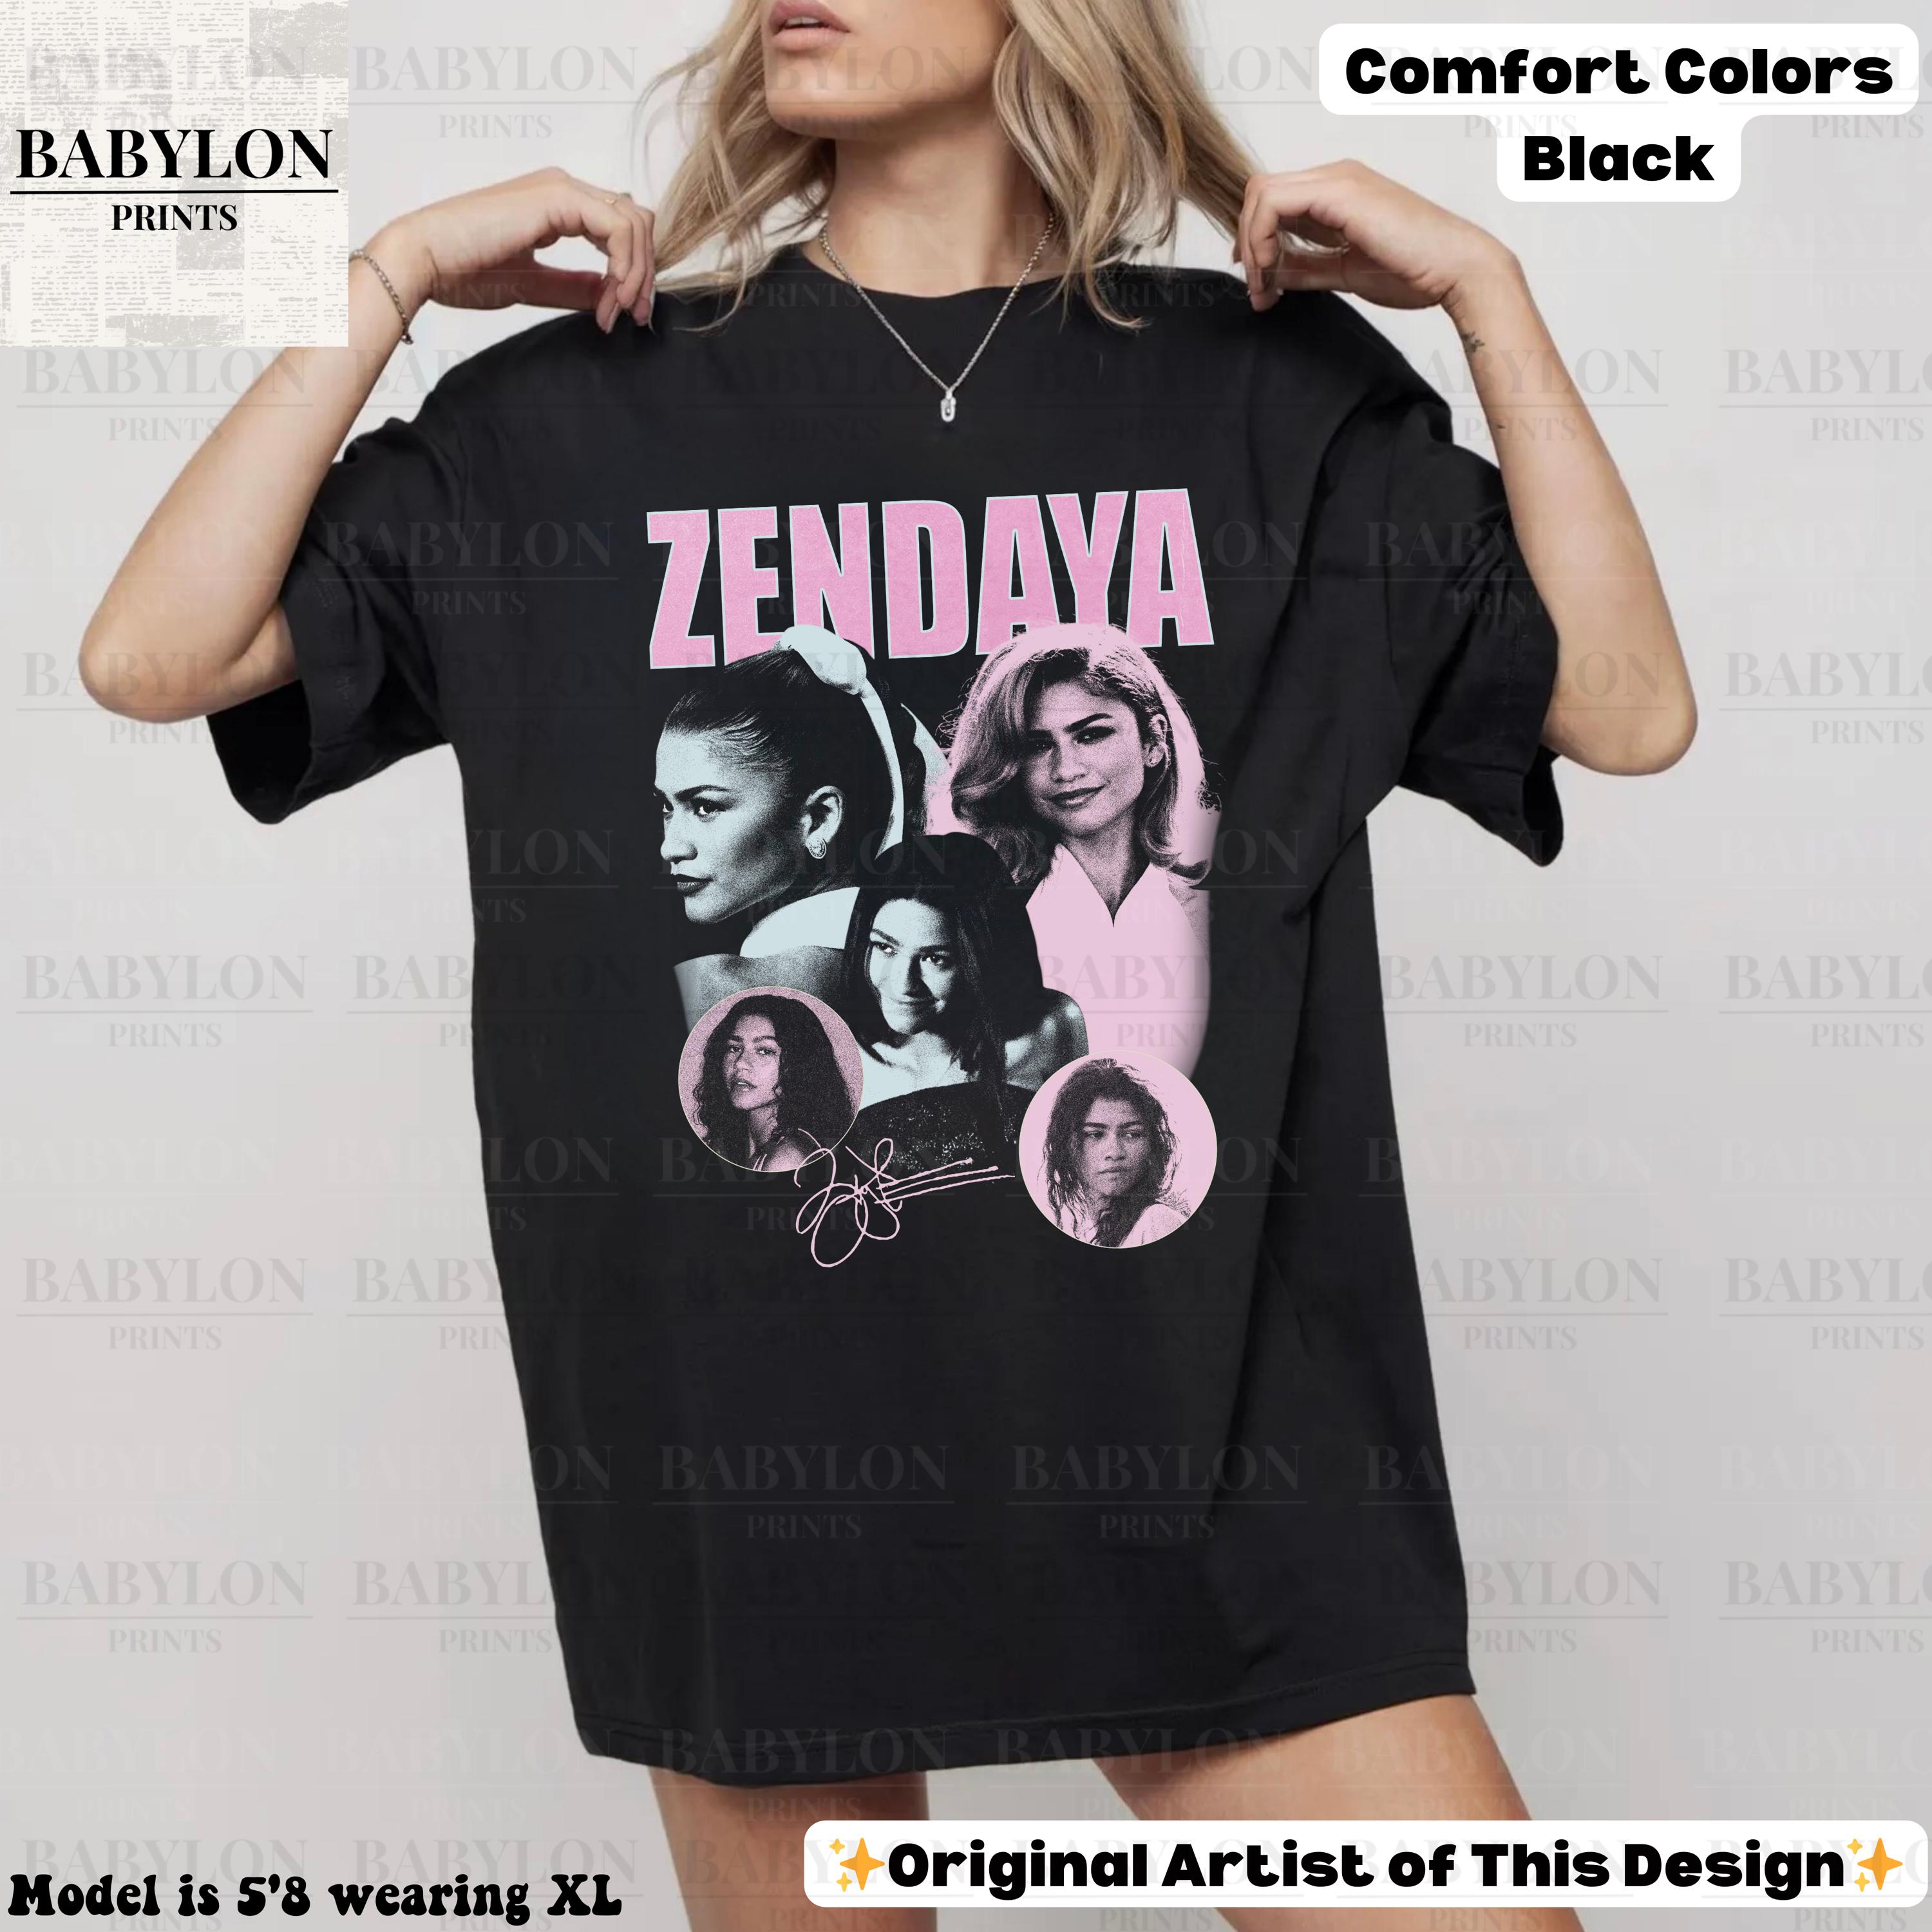 BABYLON
PRINTS
Comfort Colors
Black
ZENDAYA
Model is 5'8 wearing XL
✨Original Artist of This Design✨